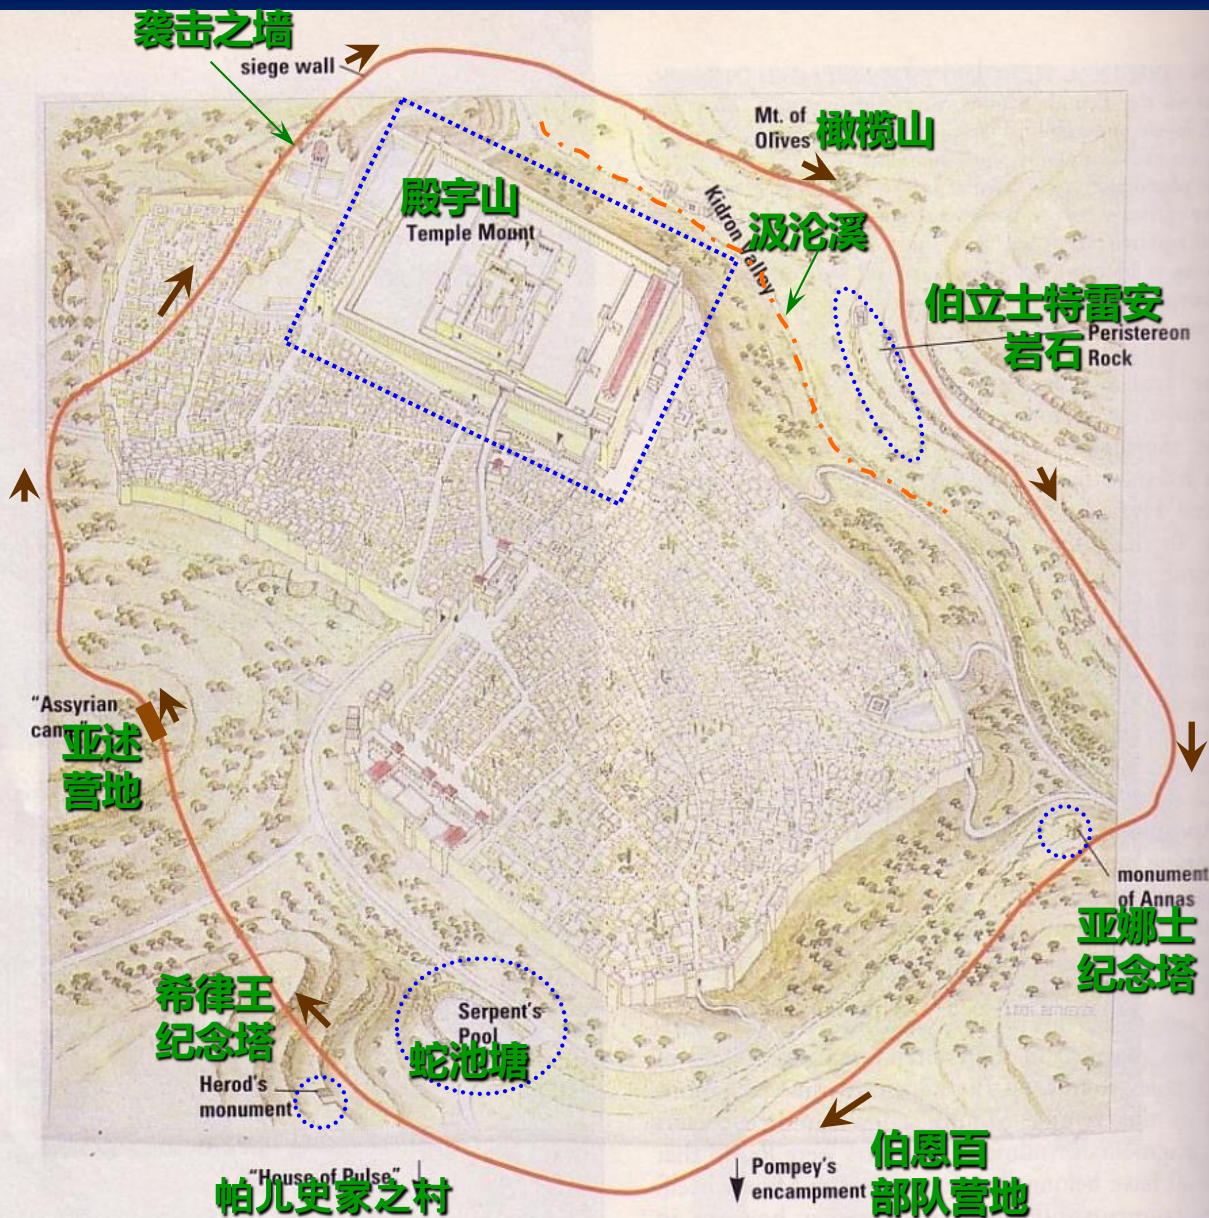 袭击之墙
siege wall
Mt. of
Olives
橄榄山
殿宇山
Temple Mount
Kidron Valley
汲沦溪
伯立士特雷安
岩石
Peristereon
Rock
"Assyrian
亚述
营地
monument
of Annas
亚娜士
纪念塔
希律王
纪念塔
Serpent's
Pool
蛇池塘
Herod's
monument
"House of Pulse"
帕儿史家之村
Pompey's
encampment
伯恩百
部队营地